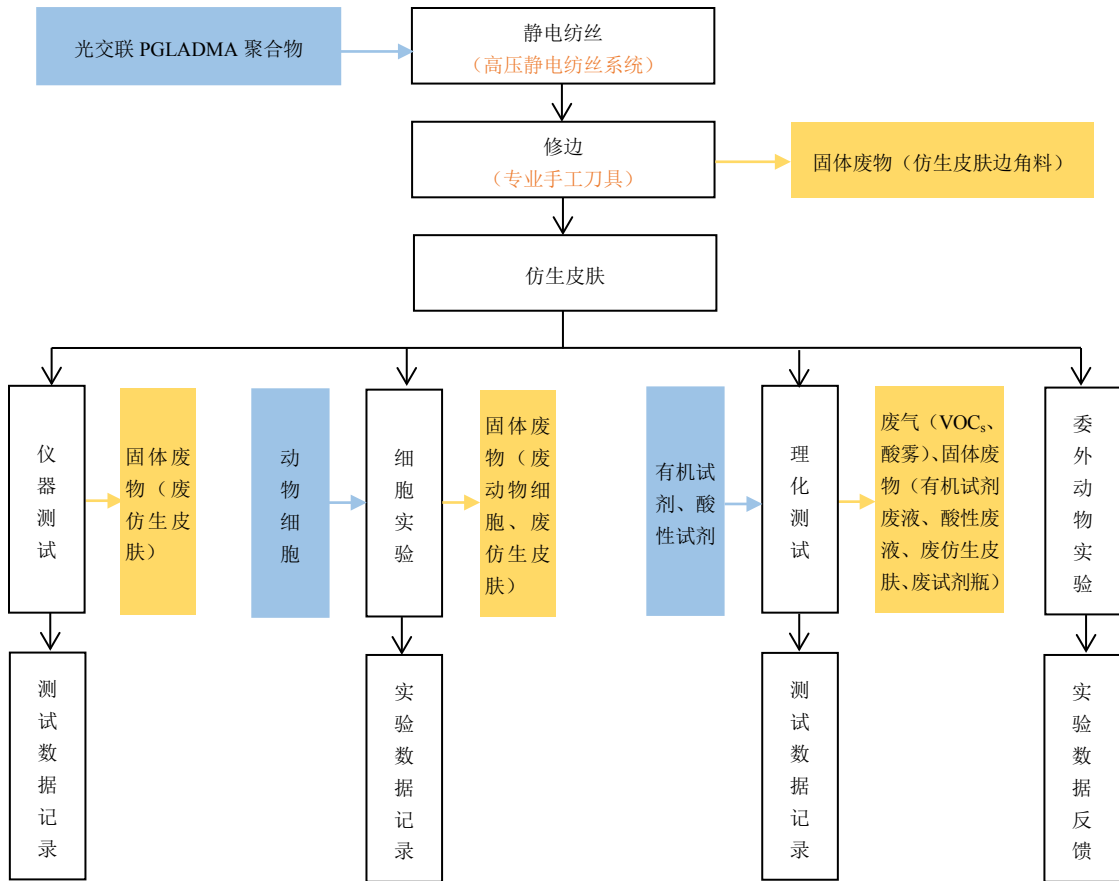 光交联 PGLADMA 聚合物
静电纺丝
（高压静电纺丝系统）
修边
（专业手工刀具）
固体废物（仿生皮肤边角料）
仿生皮肤
仪器测试
固体废
物（废
仿生皮
肤）
动物细胞
细胞实验
固体废
物（废
动物细
胞、废
仿生皮
肤）
有机试
剂、酸
性试剂
理化测试
废气（VOCs、
酸雾）、固体废
物（有机试剂
废液、酸性废
液、废仿生皮
肤、废试剂瓶）
委外动物实验
测试数据记录
实验数据记录
测试数据记录
实验数据反馈